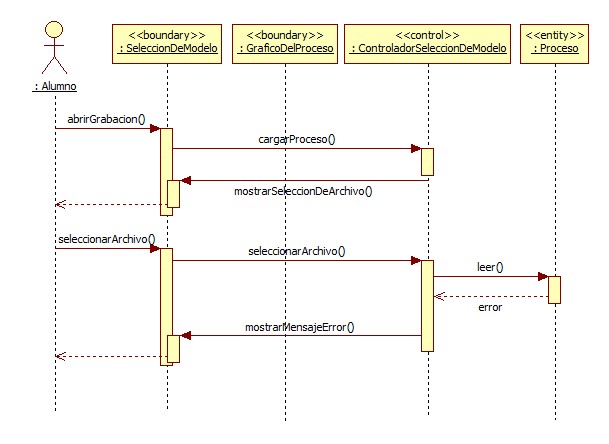 <<boundary>>
: SeleccionDeModelo
<<boundary>>
: GraficoDelProceso
<<control>>
: ControladorSeleccionDeModelo
<<entity>>
: Proceso
: Alumno
abrirGrabacion()
cargarProceso()
mostrarSeleccionDeArchivo()
seleccionarArchivo()
seleccionarArchivo()
leer()
error
mostrarMensajeError()